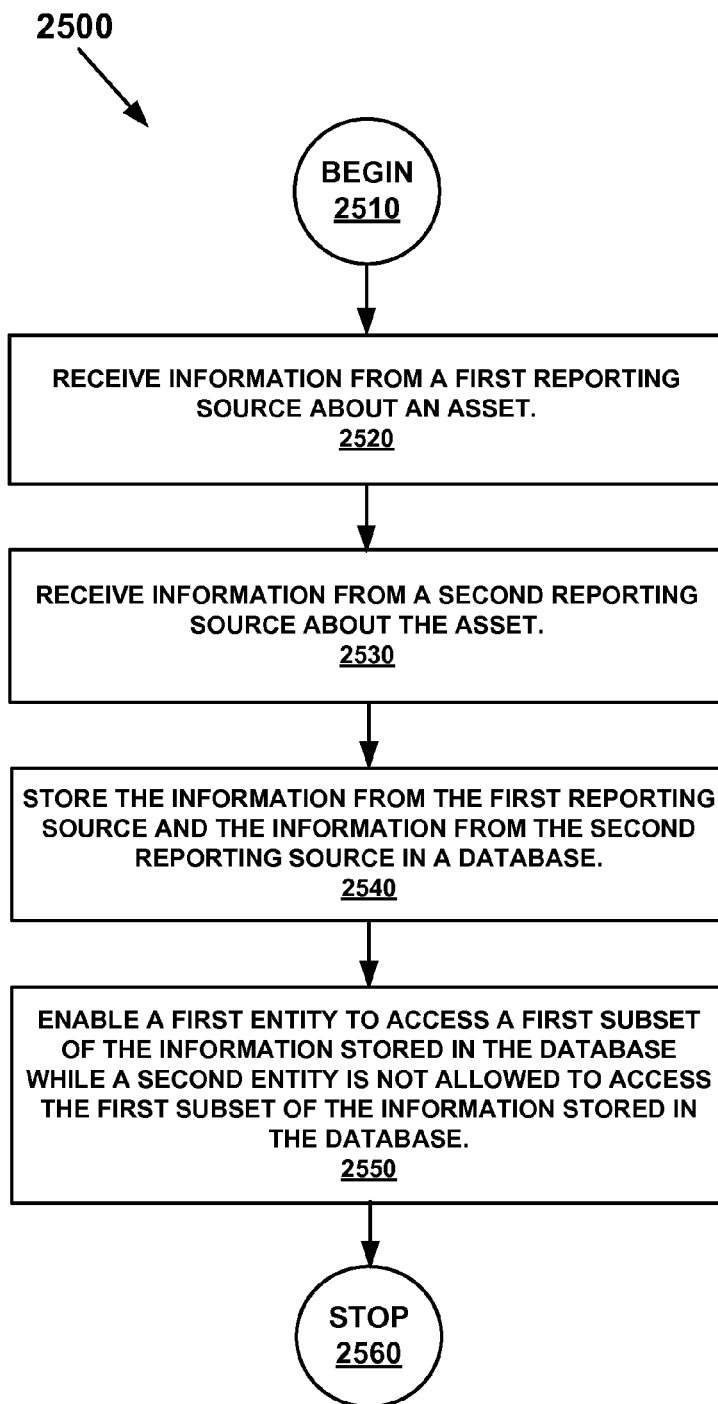 2500
BEGIN
2510
RECEIVE INFORMATION FROM A FIRST REPORTING
SOURCE ABOUT AN ASSET.
2520
RECEIVE INFORMATION FROM A SECOND REPORTING
SOURCE ABOUT THE ASSET.
2530
STORE THE INFORMATION FROM THE FIRST REPORTING
SOURCE AND THE INFORMATION FROM THE SECOND
REPORTING SOURCE IN A DATABASE.
2540
ENABLE A FIRST ENTITY TO ACCESS A FIRST SUBSET
OF THE INFORMATION STORED IN THE DATABASE
WHILE A SECOND ENTITY IS NOT ALLOWED TO ACCESS
THE FIRST SUBSET OF THE INFORMATION STORED IN
THE DATABASE.
2550
STOP
2560